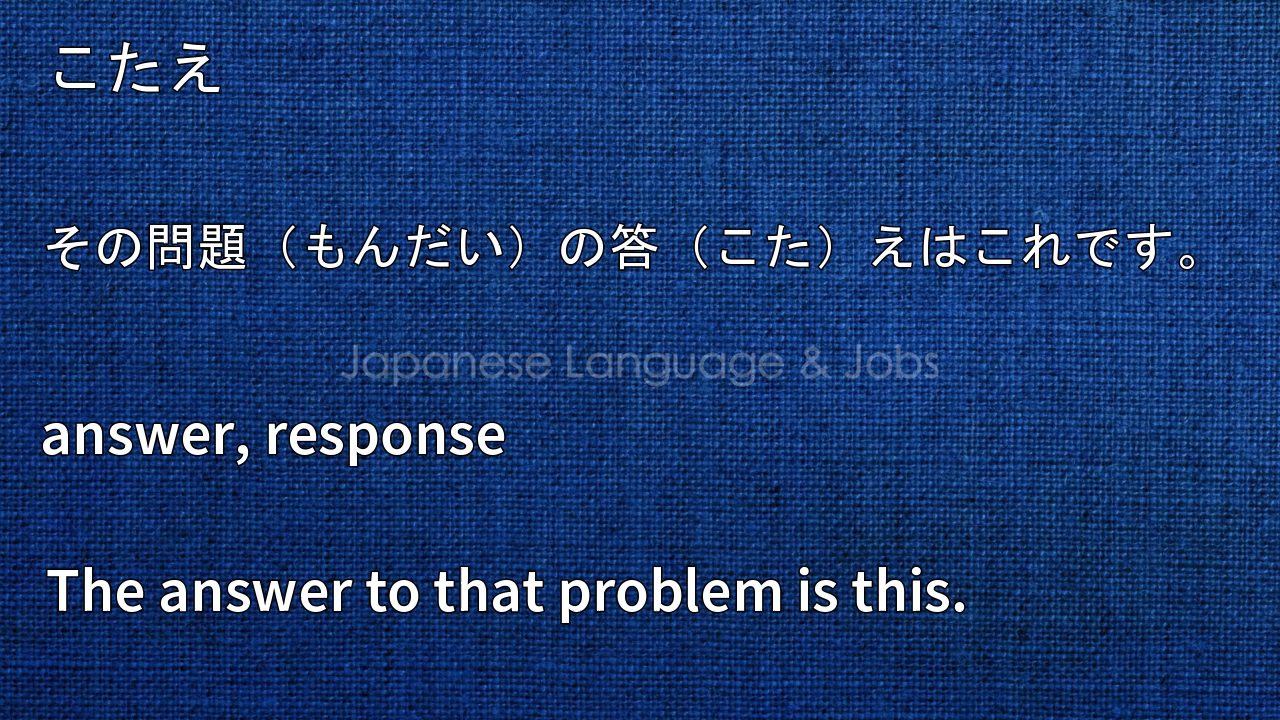 こたえ
その問題（もんだい）の答（こた）えはこれです。
Japanese Language & Jobs
answer, response
The answer to that problem is this.